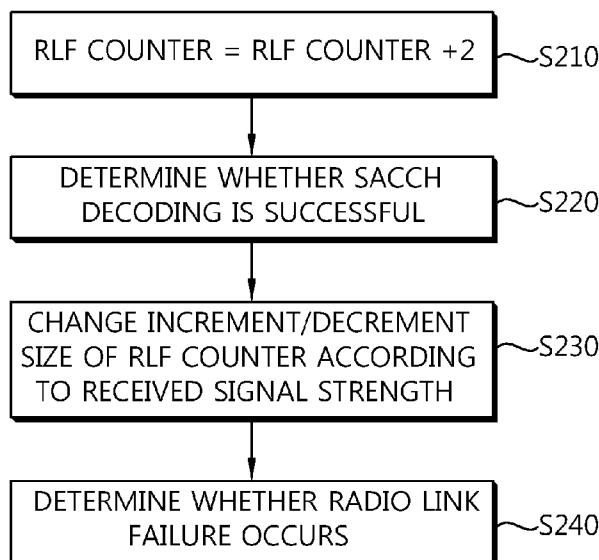 RLF COUNTER = RLF COUNTER +2
S210
DETERMINE WHETHER SACCH
DECODING IS SUCCESSFUL
S220
CHANGE INCREMENT/DECREMENT
SIZE OF RLF COUNTER ACCORDING
TO RECEIVED SIGNAL STRENGTH
S230
DETERMINE WHETHER RADIO LINK
FAILURE OCCURS
S240